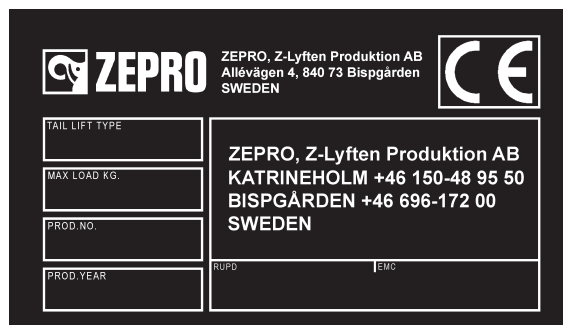 ZEPRO
ZEPRO, Z-Lyften Produktion AB
Allévägen 4, 840 73 Bispgården
SWEDEN
CE
TAIL LIFT TYPE
MAX LOAD KG.
PROD.NO.
PROD.YEAR
ZEPRO, Z-Lyften Produktion AB
KATRINEHOLM +46 150-48 95 50
BISPGÅRDEN +46 696-172 00
SWEDEN
RUPD
EMC